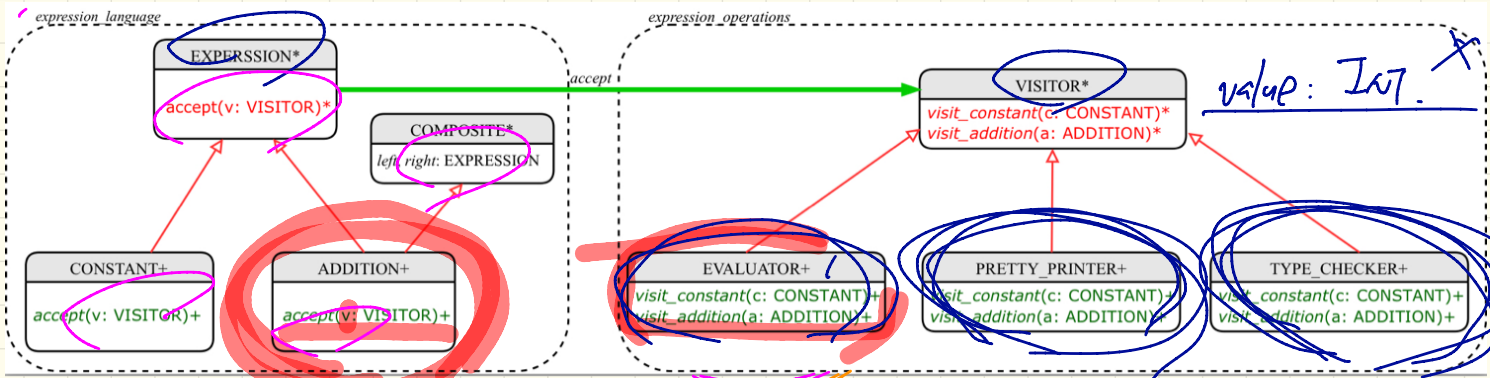 expression_language
expression_operations
EXPERSSION*
accept(v: VISITOR)*
accept
VISITOR*
visit_constant(c: CONSTANT)*
visit_addition(a: ADDITION)*
value: INT.
COMPOSITE*
left, right: EXPRESSION
CONSTANT+
accept(v: VISITOR)+
ADDITION+
accept(v: VISITOR)+
EVALUATOR+
visit_constant(c: CONSTANT)+
visit_addition(a: ADDITION)+
PRETTY_PRINTER+
visit_constant(c: CONSTANT)+
visit_addition(a: ADDITION)+
TYPE_CHECKER+
visit_constant(c: CONSTANT)+
visit_addition(a: ADDITION)+